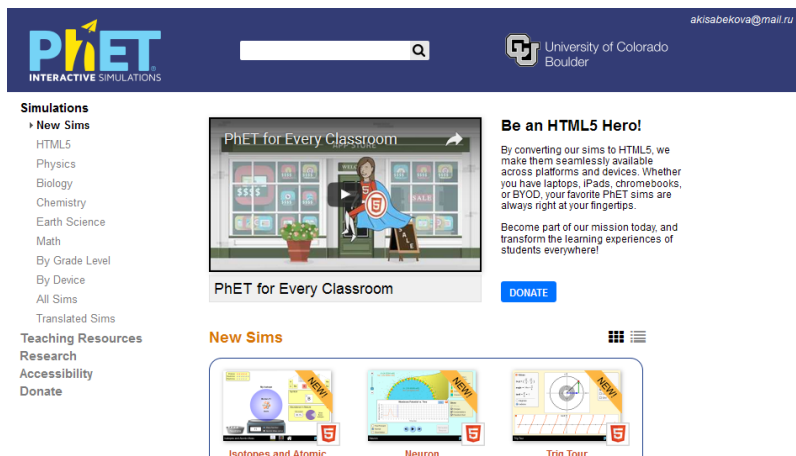 akisabekova@mail.ru
PhET
INTERACTIVE SIMULATIONS
University of Colorado
Boulder
Simulations
New Sims
HTML5
Physics
Biology
Chemistry
Earth Science
Math
By Grade Level
By Device
All Sims
Translated Sims
Teaching Resources
Research
Accessibility
Donate
PhET for Every Classroom
APP STORE
SALE
SALE
PhET for Every Classroom
Be an HTML5 Hero!
By converting our sims to HTML5, we
make them seamlessly available
across platforms and devices. Whether
you have laptops, iPads, chromebooks,
or BYOD, your favorite PhET sims are
always right at your fingertips.
Become part of our mission today, and
transform the learning experiences of
students everywhere!
DONATE
New Sims
NEW!
NEW!
NEW!
Isotopes and Atomic
Neuron
Trig Tour